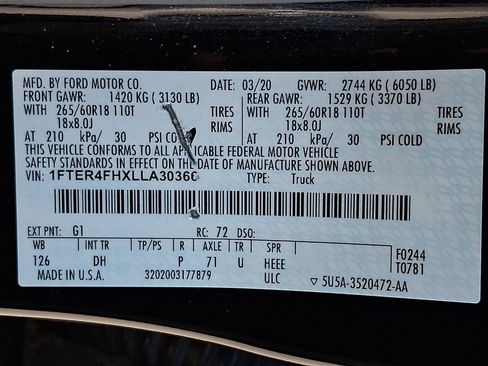 MFD. BY FORD MOTOR CO. DATE: 03/20 GVWR: 2744 KG ( 6050 LB)
FRONT GAWR: 1420 KG ( 3130 LB) REAR GAWR: 1529 KG ( 3370 LB)
WITH 265/60R18 110T TIRES WITH 265/60R18 110T TIRES
18x8.0J RIMS 18x8.0J RIMS
AT 210 kPa/ 30 PSI COLD AT 210 kPa/ 30 PSI COLD
THIS VEHICLE CONFORMS TO ALL APPLICABLE FEDERAL MOTOR VEHICLE
SAFETY STANDARDS IN EFFECT ON THE DATE OF MANUFACTURE SHOWN ABOVE.
VIN: 1FTER4FHXLLA30366 TYPE: Truck
EXT PNT: G1 RC: 72 DSO:
WB INT TR TP/PS R AXLE TR SPR F0244
126 DH P 71 U HEEE T0781
MADE IN U.S.A. 3202003177879 ULC ▽ 5U5A-3520472-AA